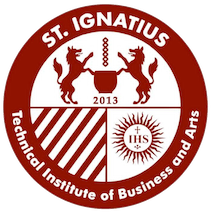 ST. IGNATIUS
2013
IHS
Technical Institute of Business and Arts